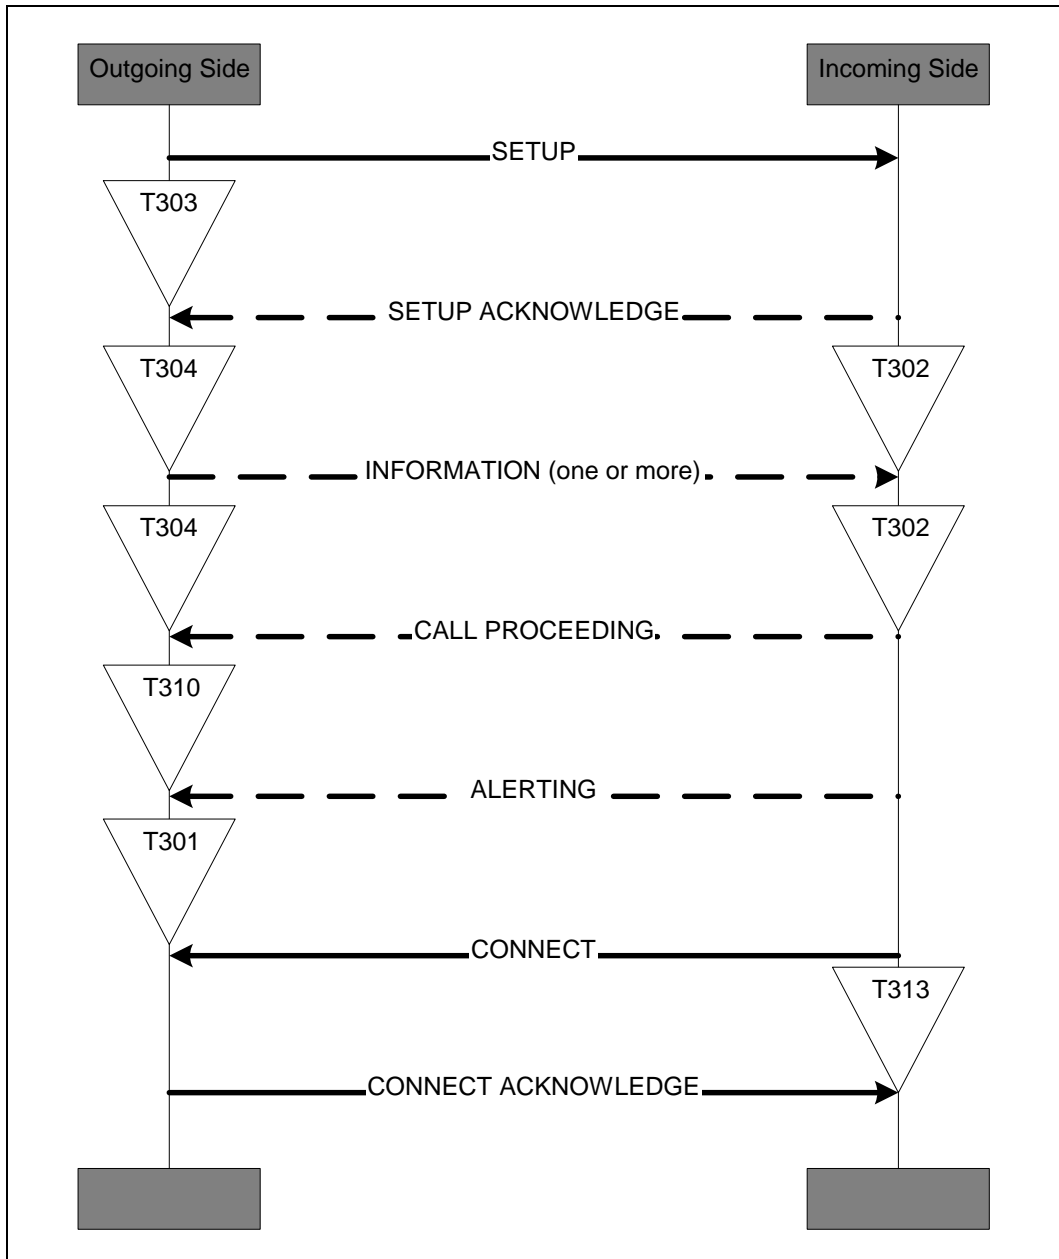 Outgoing Side
Incoming Side
SETUP
T303
SETUP ACKNOWLEDGE
T304
T302
INFORMATION (one or more)
T304
T302
CALL PROCEEDING
T310
ALERTING
T301
CONNECT
T313
CONNECT ACKNOWLEDGE